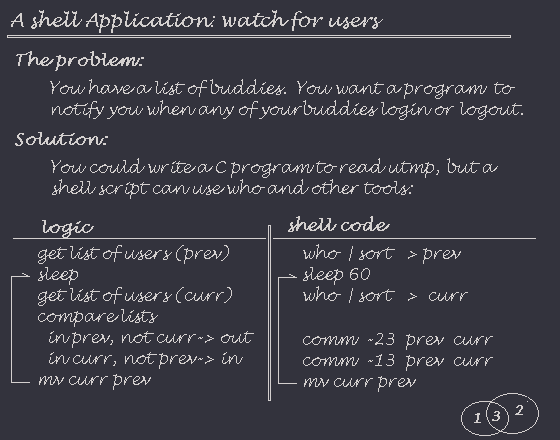 A shell Application: watch for users
The problem:
You have a list of buddies. You want a program to
notify you when any of your buddies login or logout.
Solution:
You could write a C program to read utmp, but a
shell script can use who and other tools:
logic
get list of users (prev)
sleep
get list of users (curr)
compare lists
in prev, not curr -> out
in curr, not prev -> in
mv curr prev
shell code
who | sort > prev
sleep 60
who | sort > curr
comm -23 prev curr
comm -13 prev curr
mv curr prev
1 3 2